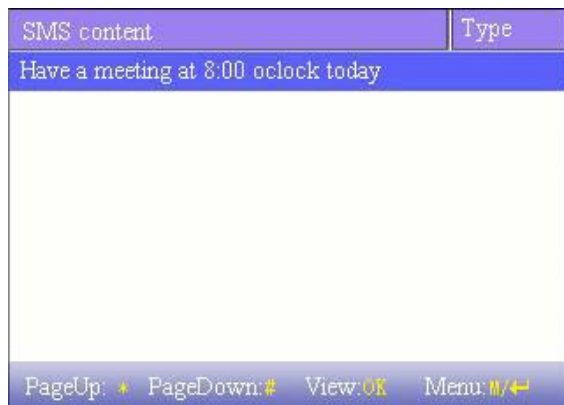 SMS content Type
Have a meeting at 8:00 oclock today
PageUp: * PageDown:# View:OK Menu:M/↵